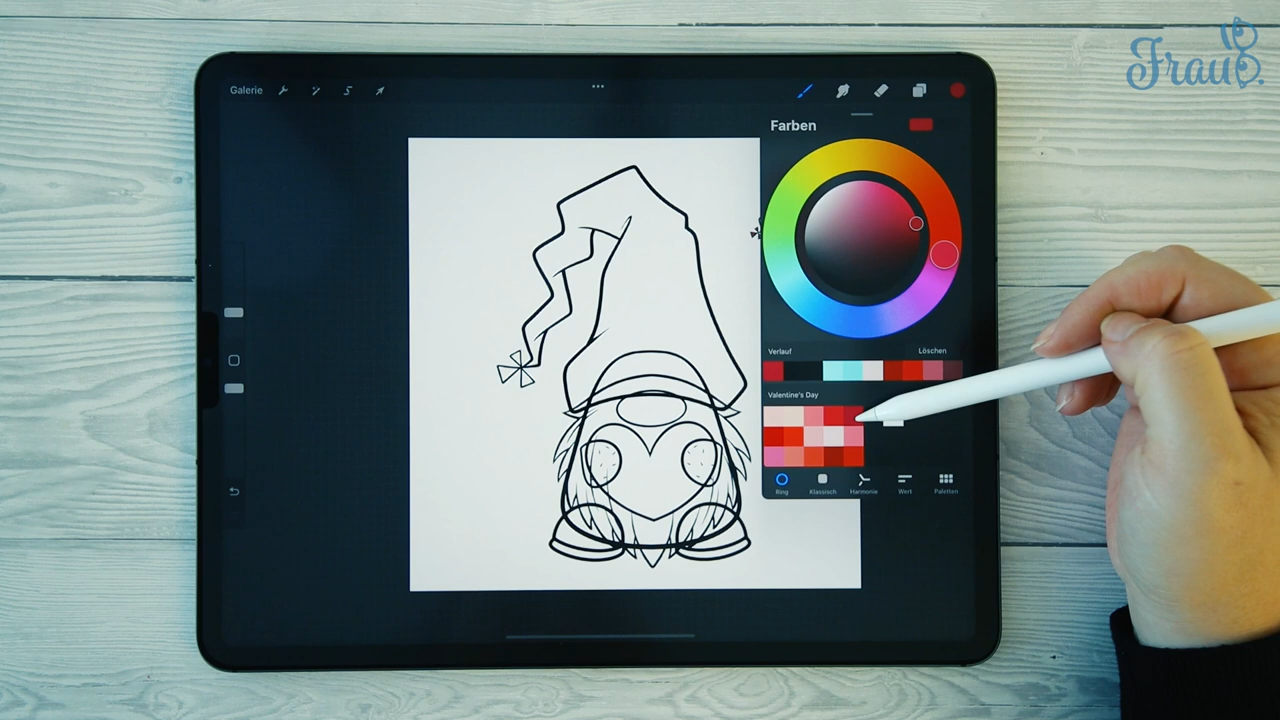 Frau B.
Galerie
Farben
Verlauf Löschen
Valentine's Day
Ring Klassisch Harmonie Wert Paletten